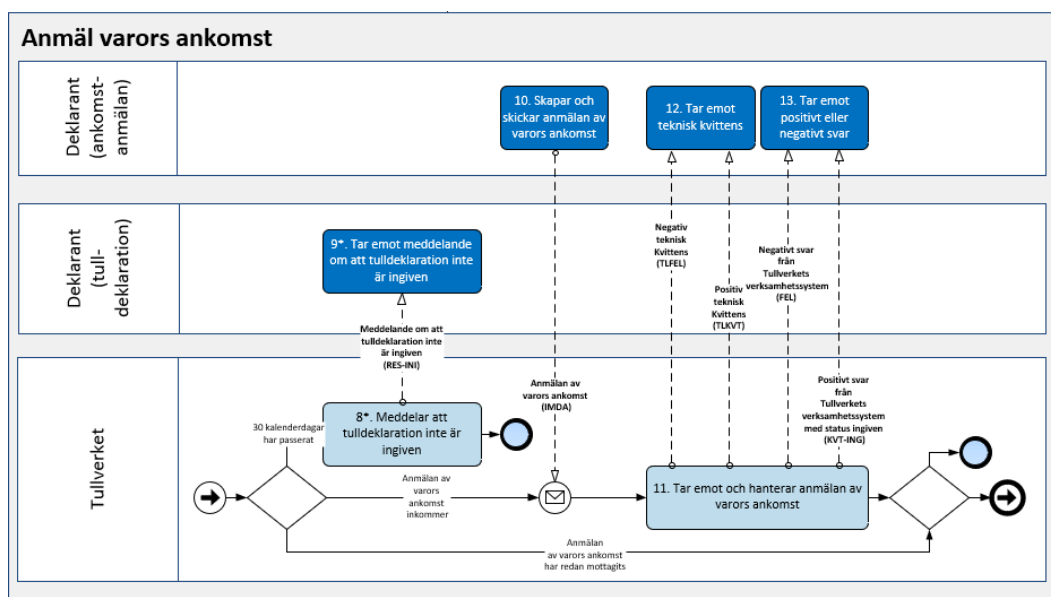 Anmäl varors ankomst
Deklarant
(ankomst-
anmälan)
10. Skapar och
skickar anmälan av
varors ankomst
12. Tar emot
teknisk kvittens
13. Tar emot
positivt eller
negativt svar
Deklarant
(tull-
deklaration)
9*. Tar emot meddelande
om att tulldeklaration inte
är ingiven
Negativ
teknisk
Kvittens
(TLFEL)
Positiv
teknisk
Kvittens
(TLKVT)
Negativt svar
från
Tullverkets
verksamhetssystem
(FEL)
Meddelande om att
tulldeklaration inte
är ingiven
(RES-INI)
Anmälan av
varors ankomst
(IMDA)
Positivt svar
från
Tullverkets
verksamhetssystem
med status ingiven
(KVT-ING)
Tullverket
30 kalenderdagar
har passerat
8*. Meddelar att
tulldeklaration inte är
ingiven
Anmälan av
varors
ankomst
inkommer
11. Tar emot och hanterar anmälan av
varors ankomst
Anmälan
av varors ankomst
har redan mottagits